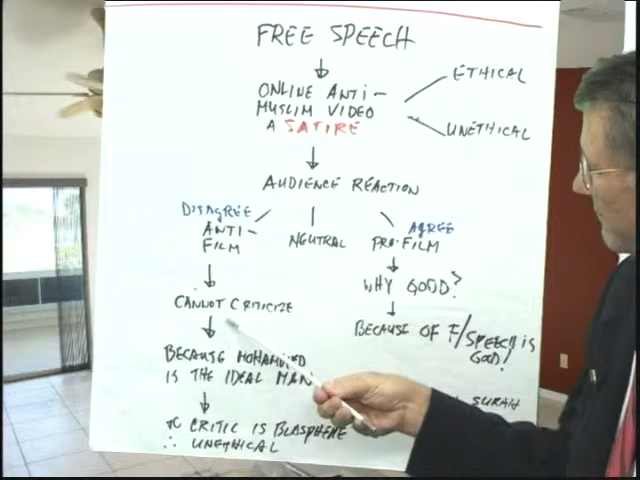 FREE SPEECH
ONLINE ANTI-
MUSLIM VIDEO
A SATIRE
ETHICAL
UNETHICAL
AUDIENCE REACTION
DISAGREE
ANTI-
FILM
NEUTRAL
AGREE
PRO-FILM
CANNOT CRITICIZE
WHY GOOD?
BECAUSE OF F/SPEECH IS
GOOD!
BECAUSE MOHAMMED
IS THE IDEAL MAN
CRITIC IS BLASPHEME
∴ UNETHICAL
SURAH